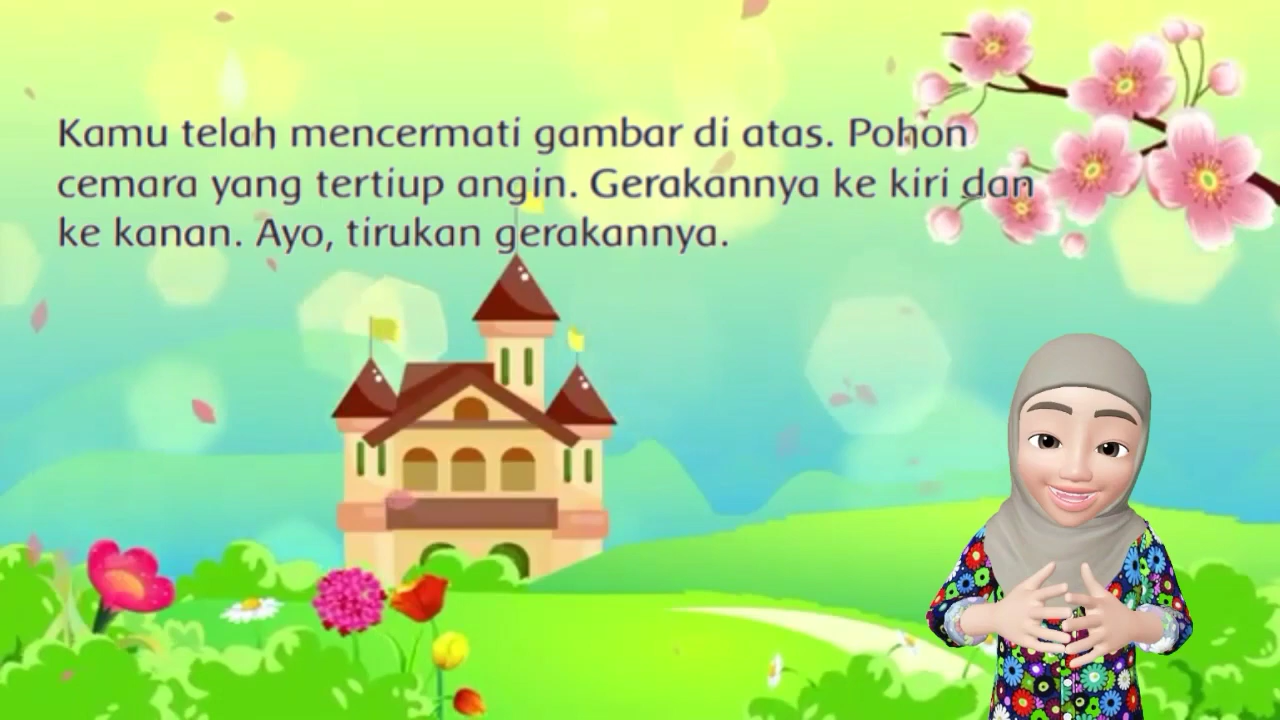 Kamu telah mencermati gambar di atas. Pohon
cemara yang tertiup angin. Gerakannya ke kiri dan
ke kanan. Ayo, tirukan gerakannya.